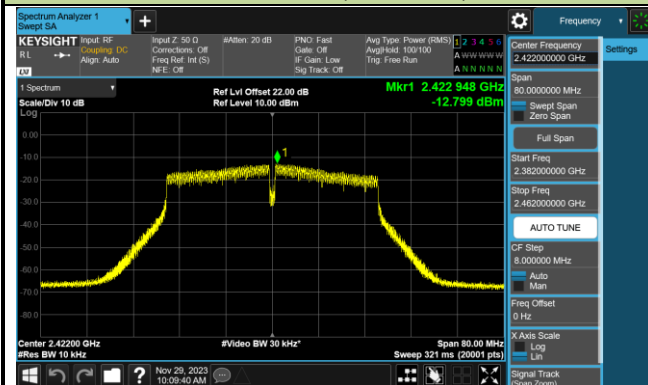 Spectrum Analyzer 1
Swept SA
Frequency
KEYSIGHT
RL
LXI
Input: RF
Coupling: DC
Align: Auto
Input Z: 50 Ω
Corrections: Off
Freq Ref: Int (S)
NFE: Off
#Atten: 20 dB
PNO: Fast
Gate: Off
IF Gain: Low
Sig Track: Off
Avg Type: Power (RMS)
Avg|Hold: 100/100
Trig: Free Run
1 2 3 4 5 6
A W W W W W
A N N N N N
Center Frequency
2.422000000 GHz
Settings
Span
80.0000000 MHz
Swept Span
Zero Span
Full Span
Start Freq
2.382000000 GHz
Stop Freq
2.462000000 GHz
AUTO TUNE
CF Step
8.000000 MHz
Auto
Man
Freq Offset
0 Hz
X Axis Scale
Log
Lin
Signal Track
(Span Zoom)
1 Spectrum
Scale/Div 10 dB
Log
Ref Lvl Offset 22.00 dB
Ref Level 10.00 dBm
Mkr1 2.422 948 GHz
-12.799 dBm
1
0.00
-10.0
-20.0
-30.0
-40.0
-50.0
-60.0
-70.0
-80.0
Center 2.42200 GHz
#Res BW 10 kHz
#Video BW 30 kHz*
Span 80.00 MHz
Sweep 321 ms (20001 pts)
Nov 29, 2023
10:09:40 AM